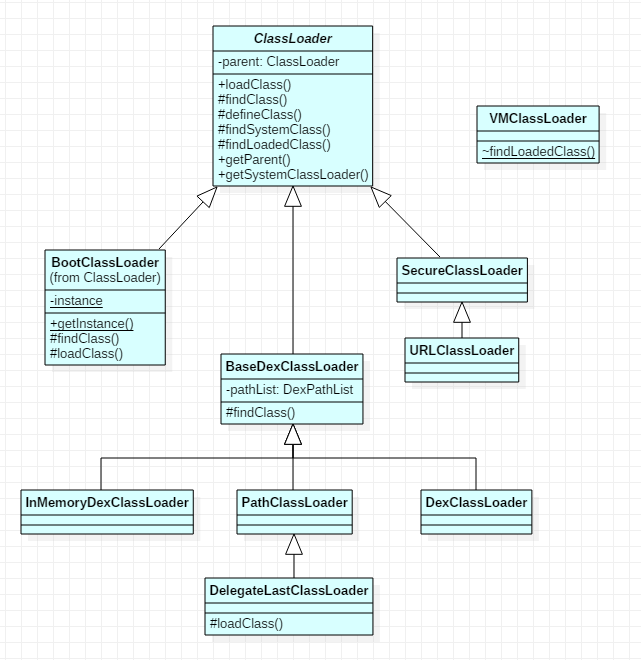 ClassLoader
-parent: ClassLoader
+loadClass()
#findClass()
#defineClass()
#findSystemClass()
#findLoadedClass()
+getParent()
+getSystemClassLoader()
VMClassLoader
~findLoadedClass()
BootClassLoader
(from ClassLoader)
-instance
+getInstance()
#findClass()
#loadClass()
SecureClassLoader
URLClassLoader
BaseDexClassLoader
-pathList: DexPathList
#findClass()
InMemoryDexClassLoader
PathClassLoader
DexClassLoader
DelegateLastClassLoader
#loadClass()